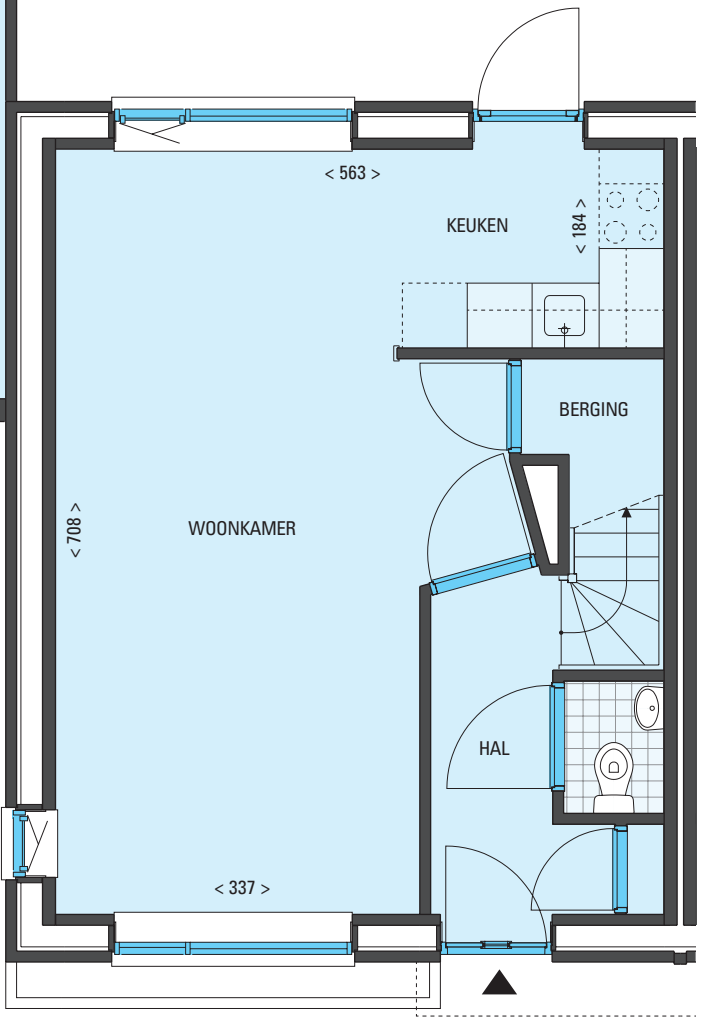 < 563 >
KEUKEN
< 184 >
BERGING
< 708 >
WOONKAMER
HAL
< 337 >